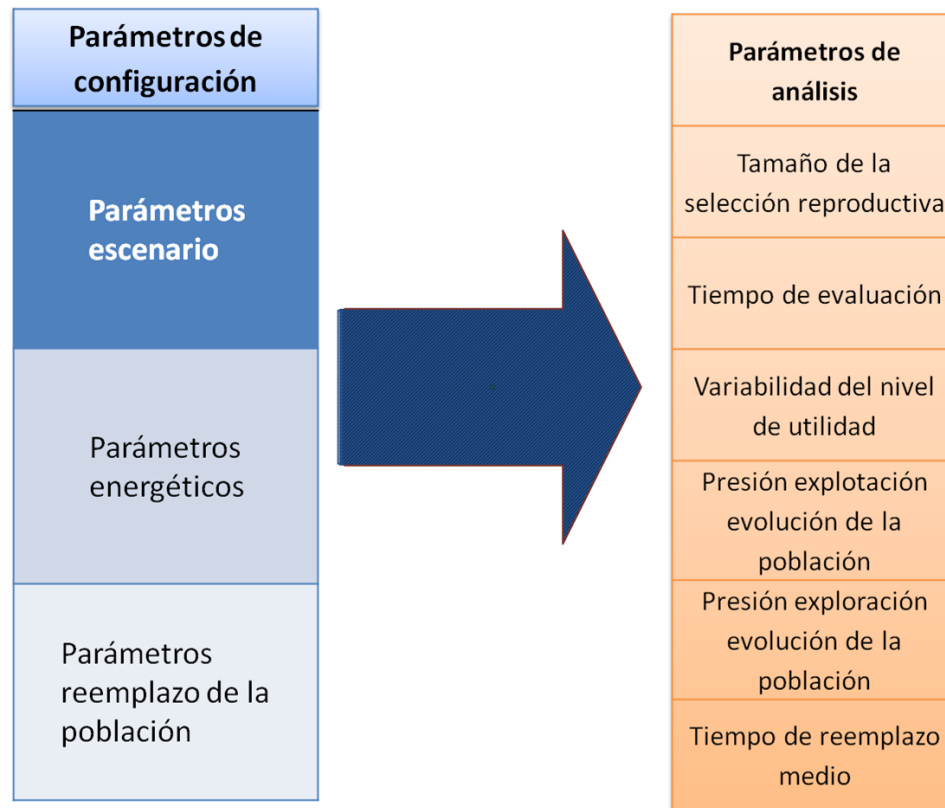 Parámetros de
configuración
Parámetros
escenario
Parámetros
energéticos
Parámetros
reemplazo de la
población
Parámetros de
análisis
Tamaño de la
selección reproductiva
Tiempo de evaluación
Variabilidad del nivel
de utilidad
Presión explotación
evolución de la
población
Presión exploración
evolución de la
población
Tiempo de reemplazo
medio